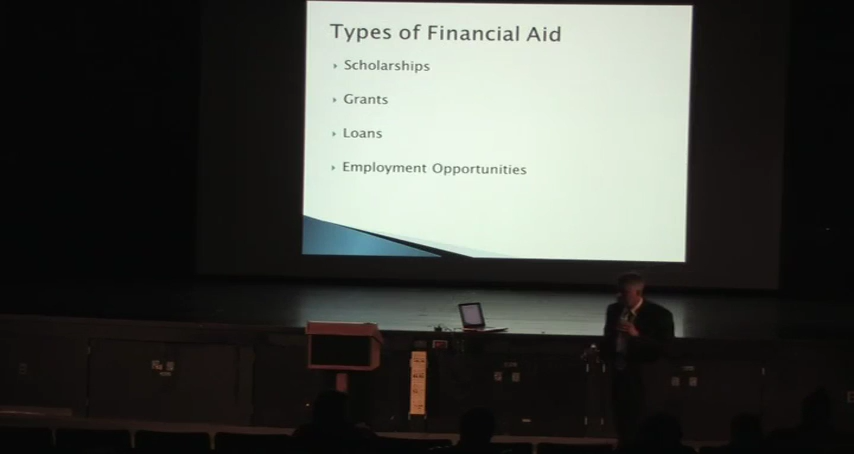 Types of Financial Aid
Scholarships
Grants
Loans
Employment Opportunities